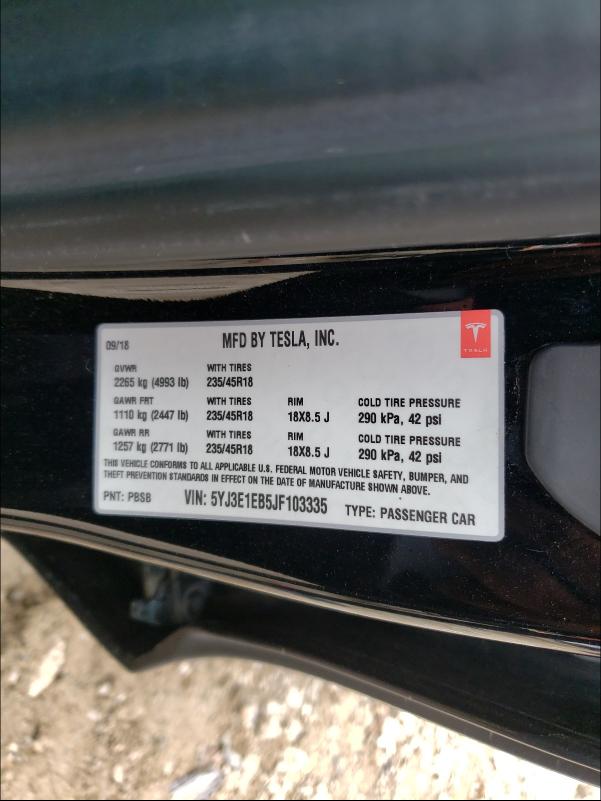 09/18
MFD BY TESLA, INC.
TESLA
GVWR WITH TIRES
2265 kg (4993 lb) 235/45R18
GAWR FRT WITH TIRES RIM COLD TIRE PRESSURE
1110 kg (2447 lb) 235/45R18 18X8.5 J 290 kPa, 42 psi
GAWR RR WITH TIRES RIM COLD TIRE PRESSURE
1257 kg (2771 lb) 235/45R18 18X8.5 J 290 kPa, 42 psi
THIS VEHICLE CONFORMS TO ALL APPLICABLE U.S. FEDERAL MOTOR VEHICLE SAFETY, BUMPER, AND
THEFT PREVENTION STANDARDS IN EFFECT ON THE DATE OF MANUFACTURE SHOWN ABOVE.
PNT: PBSB VIN: 5YJ3E1EB5JF103335 TYPE: PASSENGER CAR